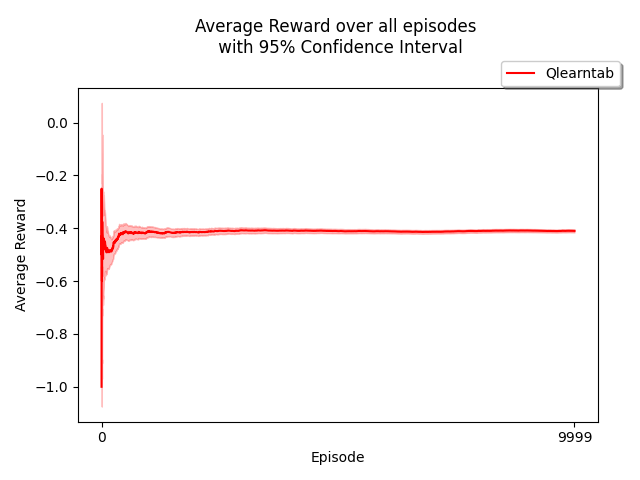 Average Reward over all episodes
with 95% Confidence Interval
Qlearntab
0.0
−0.2
−0.4
−0.6
−0.8
−1.0
Average Reward
0
9999
Episode